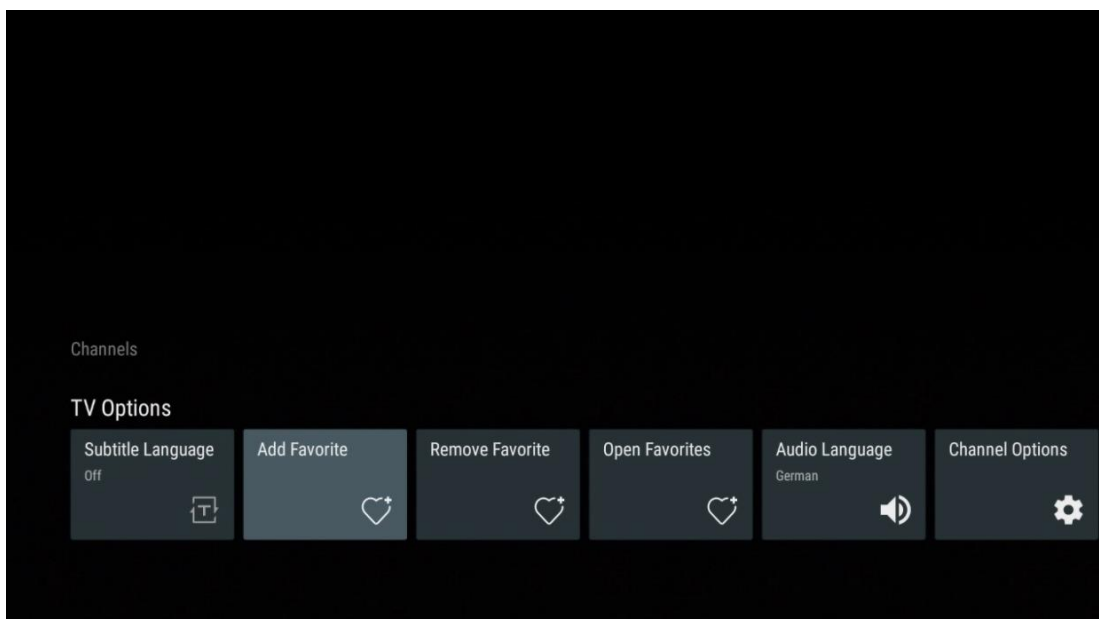 Channels
TV Options
Subtitle Language
Off
Add Favorite
Remove Favorite
Open Favorites
Audio Language
German
Channel Options